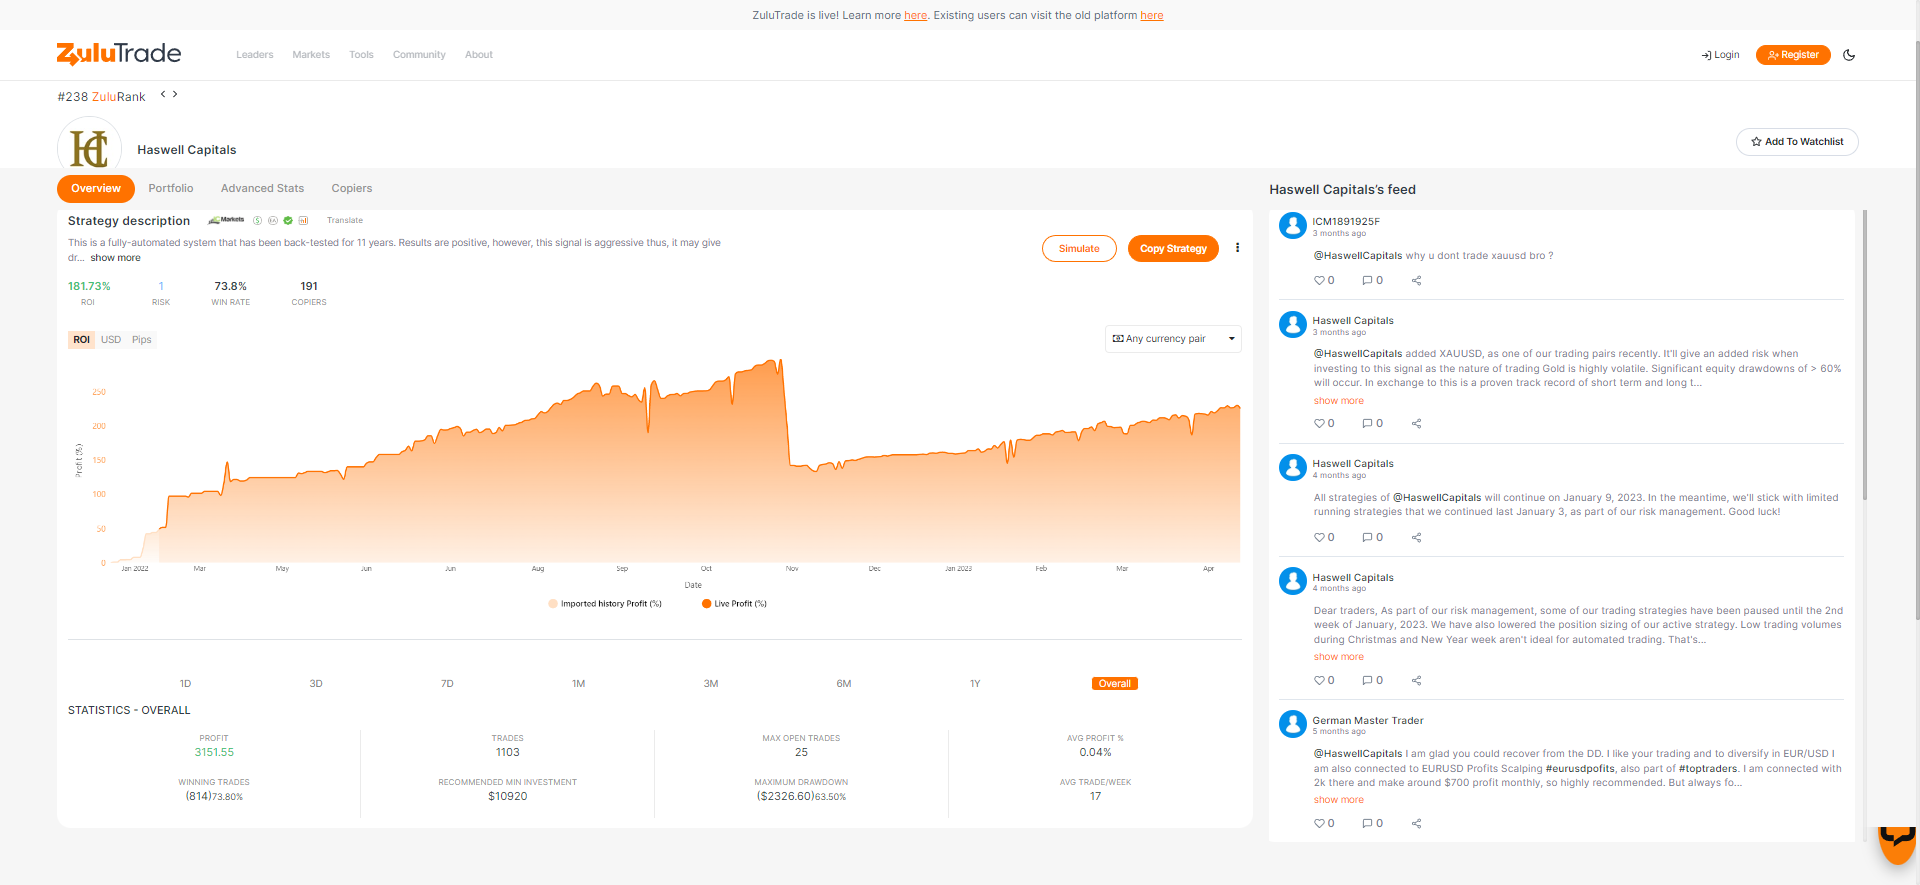 ZuluTrade is live! Learn more here. Existing users can visit the old platform here
ZuluTrade
Leaders
Markets
Tools
Community
About
Login
Register
#238 ZuluRank
HC
Haswell Capitals
Add To Watchlist
Overview
Portfolio
Advanced Stats
Copiers
Strategy description
Markets
Translate
This is a fully-automated system that has been back-tested for 11 years. Results are positive, however, this signal is aggressive thus, it may give
dr... show more
Simulate
Copy Strategy
181.73%
1
73.8%
191
ROI
RISK
WIN RATE
COPIERS
ROI
USD
Pips
Any currency pair
Profit (%)
250
200
150
100
50
0
Jan 2022
Mar
May
Jun
Jun
Aug
Sep
Oct
Nov
Dec
Jan 2023
Feb
Mar
Apr
Date
Imported history Profit (%)
Live Profit (%)
1D
3D
7D
1M
3M
6M
1Y
Overall
STATISTICS - OVERALL
PROFIT
3151.55
TRADES
1103
MAX OPEN TRADES
25
AVG PROFIT %
0.04%
WINNING TRADES
(814)73.80%
RECOMMENDED MIN INVESTMENT
$10920
MAXIMUM DRAWDOWN
($2326.60)63.50%
AVG TRADE/WEEK
17
Haswell Capitals's feed
ICM1891925F
3 months ago
@HaswellCapitals why u dont trade xauusd bro ?
0
0
Haswell Capitals
3 months ago
@HaswellCapitals added XAUUSD, as one of our trading pairs recently. It'll give an added risk when
investing to this signal as the nature of trading Gold is highly volatile. Significant equity drawdowns of > 60%
will occur. In exchange to this is a proven track record of short term and long t...
show more
0
0
Haswell Capitals
4 months ago
All strategies of @HaswellCapitals will continue on January 9, 2023. In the meantime, we'll stick with limited
running strategies that we continued last January 3, as part of our risk management. Good luck!
0
0
Haswell Capitals
4 months ago
Dear traders, As part of our risk management, some of our trading strategies have been paused until the 2nd
week of January, 2023. We have also lowered the position sizing of our active strategy. Low trading volumes
during Christmas and New Year week aren't ideal for automated trading. That's...
show more
0
0
German Master Trader
5 months ago
@HaswellCapitals I am glad you could recover from the DD. I like your trading and to diversify in EUR/USD I
am also connected to EURUSD Profits Scalping #eurusdpofits, also part of #toptraders. I am connected with
2k there and make around $700 profit monthly, so highly recommended. But always fo...
show more
0
0